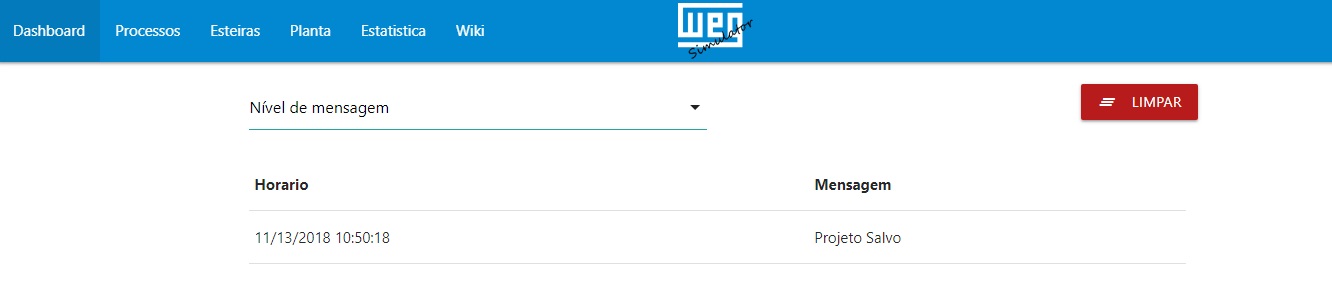 Dashboard Processos Esteiras Planta Estatistica Wiki
weg
Simulator
Nível de mensagem
LIMPAR
Horario Mensagem
11/13/2018 10:50:18 Projeto Salvo